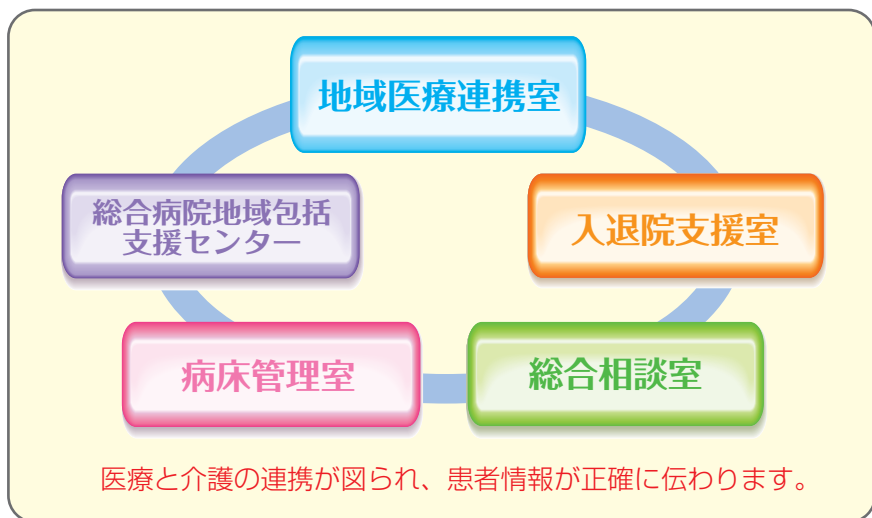 地域医療連携室
総合病院地域包括
支援センター
入退院支援室
病床管理室
総合相談室
医療と介護の連携が図られ、患者情報が正確に伝わります。